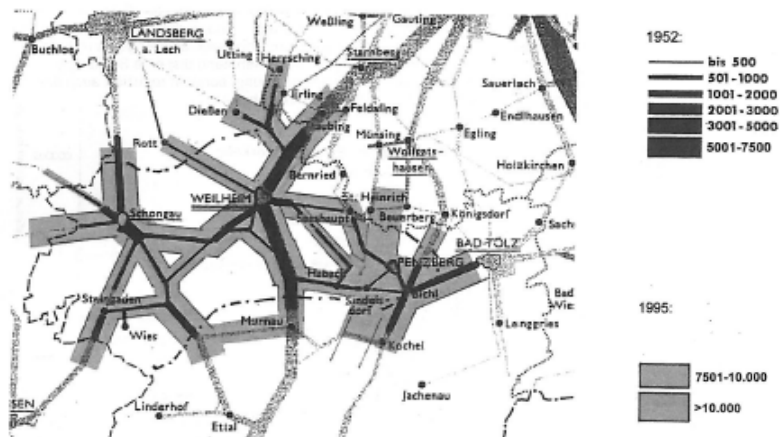 Weßling
Gauting
Buchloe
LANDSBERG
a. Lech
Utting
Herrsching
Starnberg
Sauerlach
Erling
Dießen
Feldafing
Traubing
Münsing
Endlhausen
Egling
Rott
Wolfrats-
hausen
Holzkirchen
Bernried
WEILHEIM
St. Heinrich
Seeshaupt
Beuerberg
Königsdorf
Schongau
BAD TÖLZ
PENZBERG
Habach
Sindels-
dorf
Bichl
Steingaden
Wies
Murnau
Kochel
Lenggries
Bad
Jachenau
Linderhof
Ettal
SEN
1952:
bis 500
501-1000
1001-2000
2001-3000
3001-5000
5001-7500
1995:
7501-10.000
>10.000